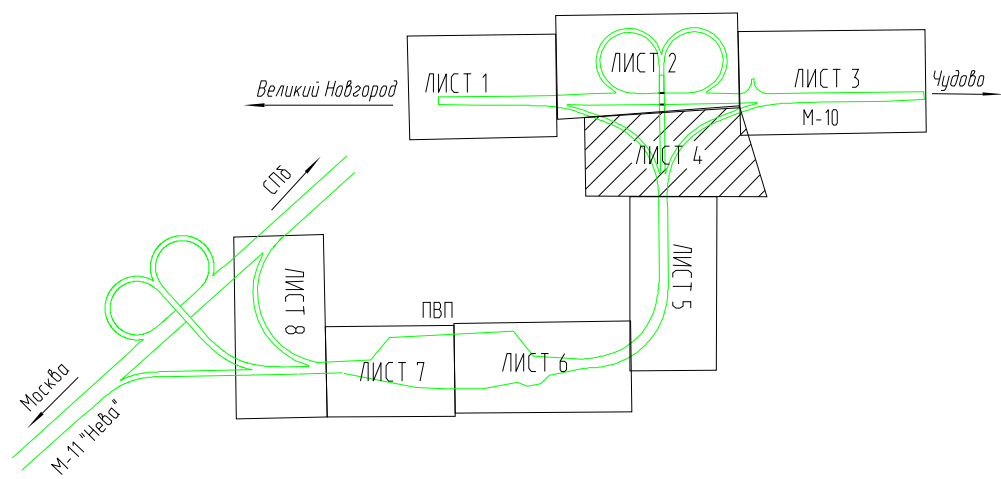 ЛИСТ 1
ЛИСТ 2
ЛИСТ 3
Великий Новгород
Чудово
М-10
ЛИСТ 4
СПб
ЛИСТ 5
ЛИСТ 8
ПВП
ЛИСТ 7
ЛИСТ 6
Москва
М-11 "Нева"